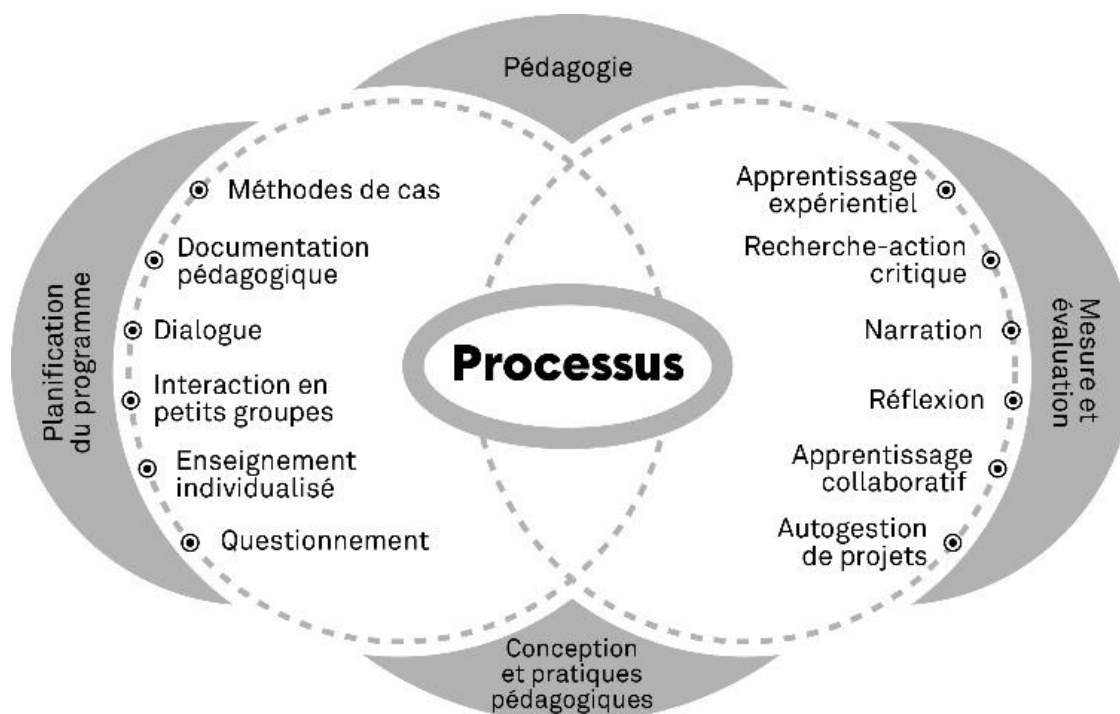 Pédagogie
Planification
du programme
Méthodes de cas
Documentation
pédagogique
Dialogue
Interaction en
petits groupes
Enseignement
individualisé
Questionnement
Processus
Apprentissage
expérientiel
Recherche-action
critique
Narration
Réflexion
Apprentissage
collaboratif
Autogestion
de projets
Mesure et
évaluation
Conception
et pratiques
pédagogiques